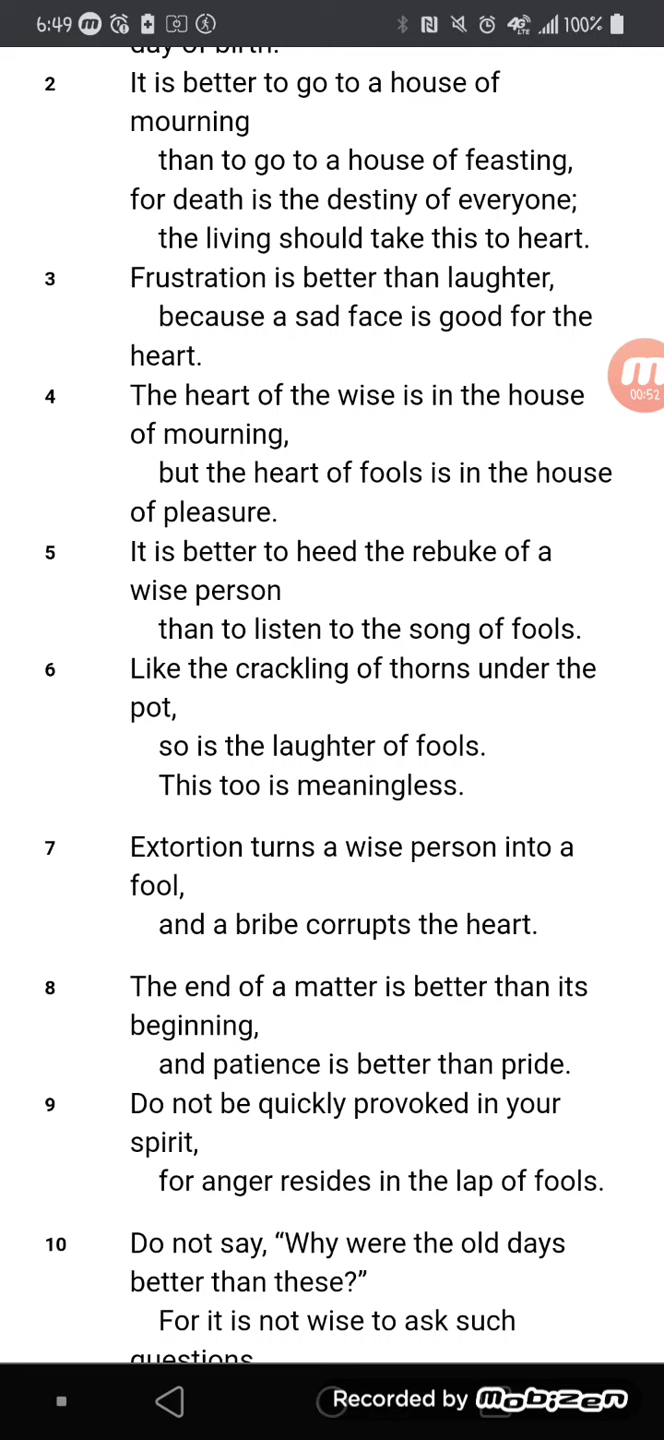 6:49 4G LTE 100%
day of birth.
2 It is better to go to a house of
mourning
than to go to a house of feasting,
for death is the destiny of everyone;
the living should take this to heart.
3 Frustration is better than laughter,
because a sad face is good for the
heart.
4 The heart of the wise is in the house
of mourning,
00:52
but the heart of fools is in the house
of pleasure.
5 It is better to heed the rebuke of a
wise person
than to listen to the song of fools.
6 Like the crackling of thorns under the
pot,
so is the laughter of fools.
This too is meaningless.
7 Extortion turns a wise person into a
fool,
and a bribe corrupts the heart.
8 The end of a matter is better than its
beginning,
and patience is better than pride.
9 Do not be quickly provoked in your
spirit,
for anger resides in the lap of fools.
10 Do not say, “Why were the old days
better than these?”
For it is not wise to ask such
questions
Recorded by Mobizen